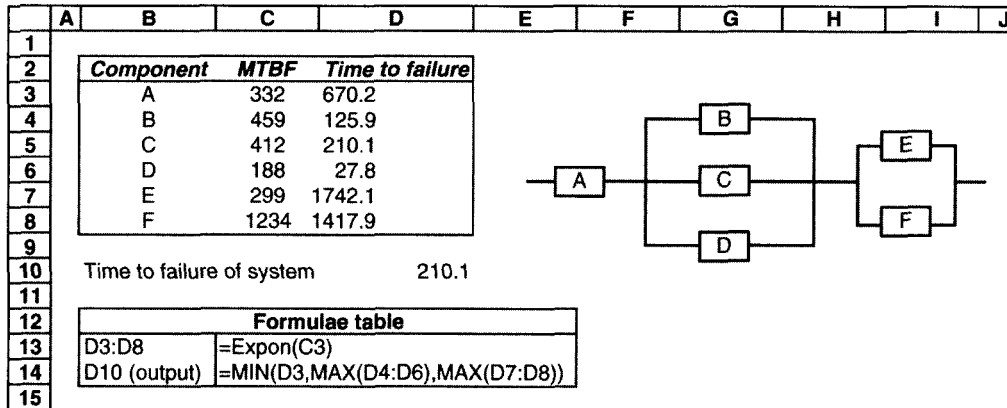 A B C D E F G H I J
1
2 Component MTBF Time to failure
3 A 332 670.2
4 B 459 125.9 B
5 C 412 210.1 E
6 D 188 27.8 A C
7 E 299 1742.1
8 F 1234 1417.9 F
9 D
10 Time to failure of system 210.1
11
12 Formulae table
13 D3:D8 =Expon(C3)
14 D10 (output) =MIN(D3,MAX(D4:D6),MAX(D7:D8))
15